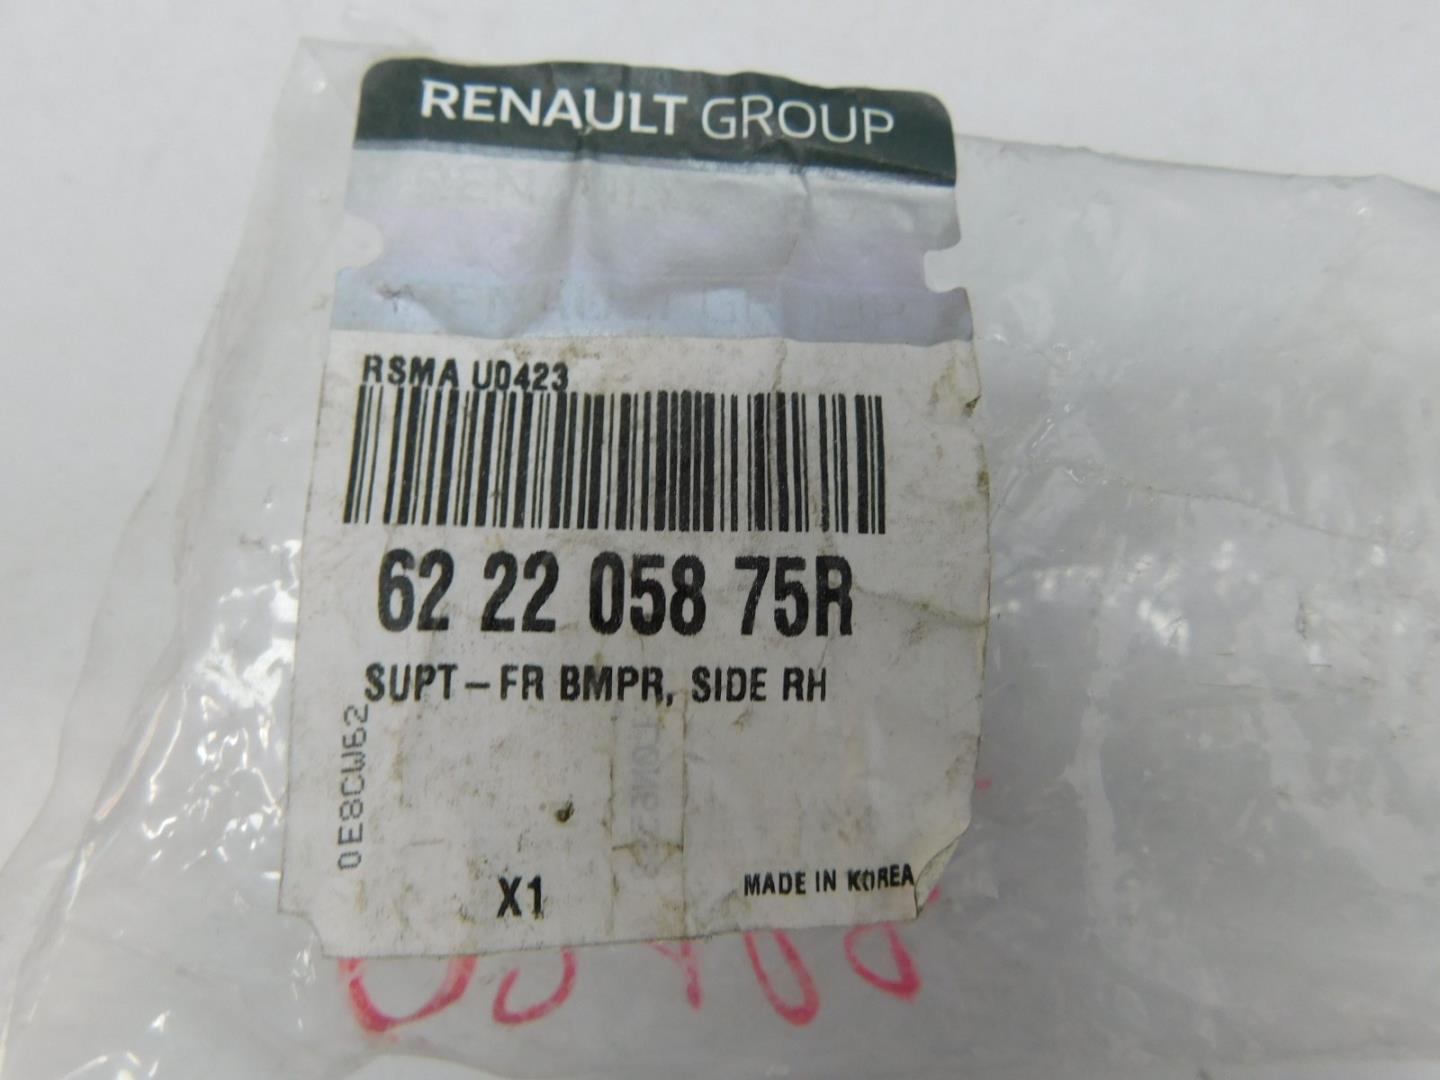 RENAULT GROUP
RSMA U0423
62 22 058 75R
SUPT-FR BMPR, SIDE RH
0E8CW62
X1
MADE IN KOREA